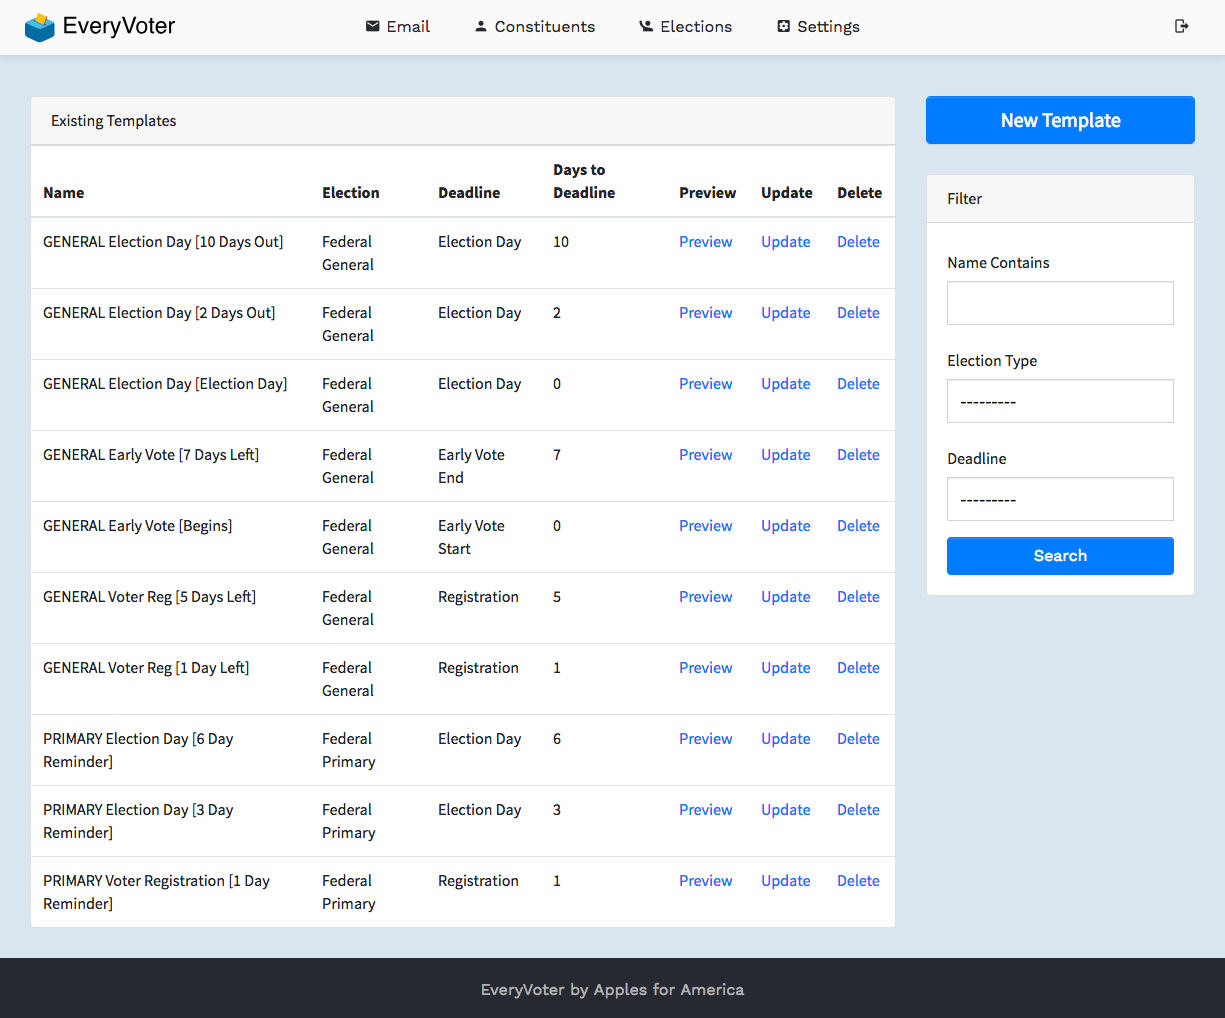 EveryVoter
Email
Constituents
Elections
Settings
Existing Templates
Name Election Deadline Days to Deadline Preview Update Delete
GENERAL Election Day [10 Days Out] Federal General Election Day 10 Preview Update Delete
GENERAL Election Day [2 Days Out] Federal General Election Day 2 Preview Update Delete
GENERAL Election Day [Election Day] Federal General Election Day 0 Preview Update Delete
GENERAL Early Vote [7 Days Left] Federal General Early Vote End 7 Preview Update Delete
GENERAL Early Vote [Begins] Federal General Early Vote Start 0 Preview Update Delete
GENERAL Voter Reg [5 Days Left] Federal General Registration 5 Preview Update Delete
GENERAL Voter Reg [1 Day Left] Federal General Registration 1 Preview Update Delete
PRIMARY Election Day [6 Day Reminder] Federal Primary Election Day 6 Preview Update Delete
PRIMARY Election Day [3 Day Reminder] Federal Primary Election Day 3 Preview Update Delete
PRIMARY Voter Registration [1 Day Reminder] Federal Primary Registration 1 Preview Update Delete
New Template
Filter
Name Contains
Election Type
---------
Deadline
---------
Search
EveryVoter by Apples for America